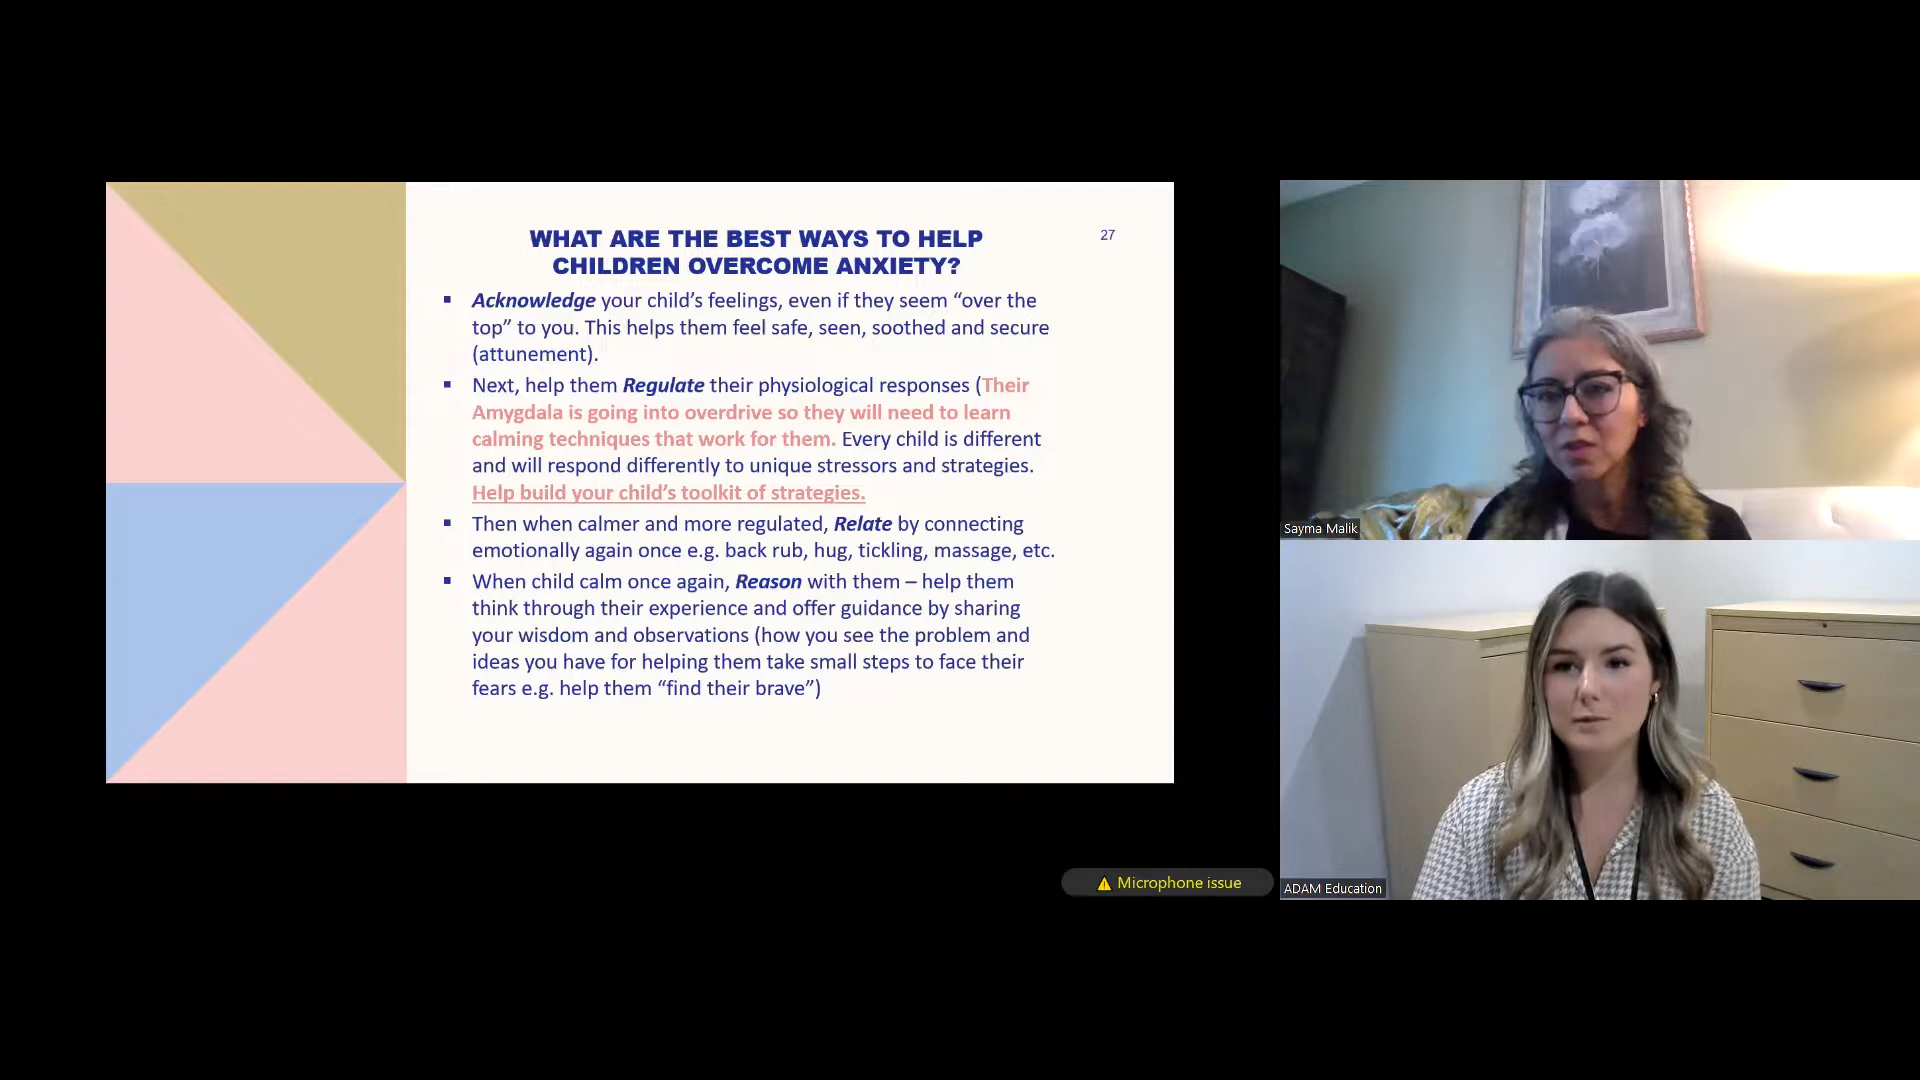 WHAT ARE THE BEST WAYS TO HELP
CHILDREN OVERCOME ANXIETY?
27
▪ Acknowledge your child’s feelings, even if they seem “over the
top” to you. This helps them feel safe, seen, soothed and secure
(attunement).
▪ Next, help them Regulate their physiological responses (Their
Amygdala is going into overdrive so they will need to learn
calming techniques that work for them. Every child is different
and will respond differently to unique stressors and strategies.
Help build your child’s toolkit of strategies.
▪ Then when calmer and more regulated, Relate by connecting
emotionally again once e.g. back rub, hug, tickling, massage, etc.
▪ When child calm once again, Reason with them – help them
think through their experience and offer guidance by sharing
your wisdom and observations (how you see the problem and
ideas you have for helping them take small steps to face their
fears e.g. help them “find their brave”)
Sayma Malik
Microphone issue
ADAM Education